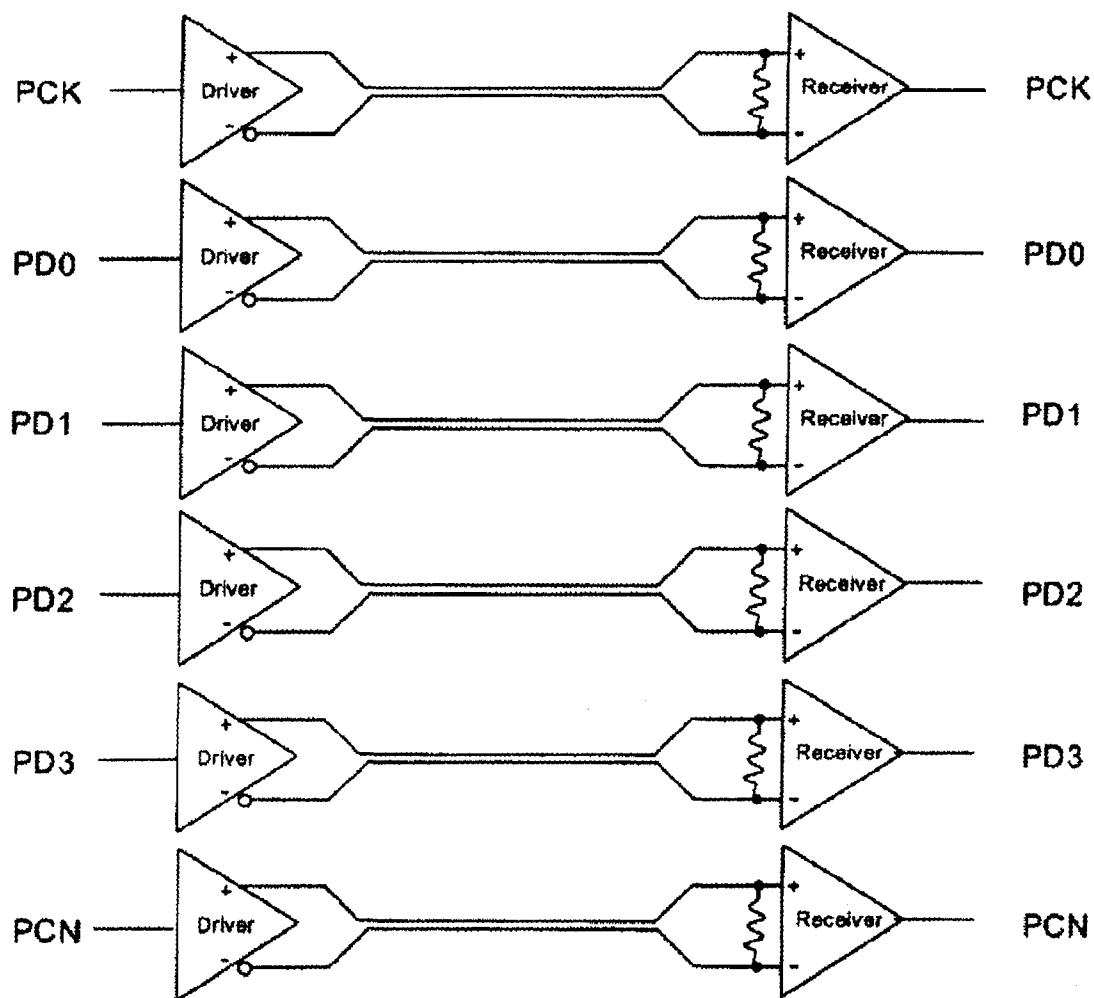 PCK + Driver - + Receiver - PCK
PD0 + Driver - + Receiver - PD0
PD1 + Driver - + Receiver - PD1
PD2 + Driver - + Receiver - PD2
PD3 + Driver - + Receiver - PD3
PCN + Driver - + Receiver - PCN